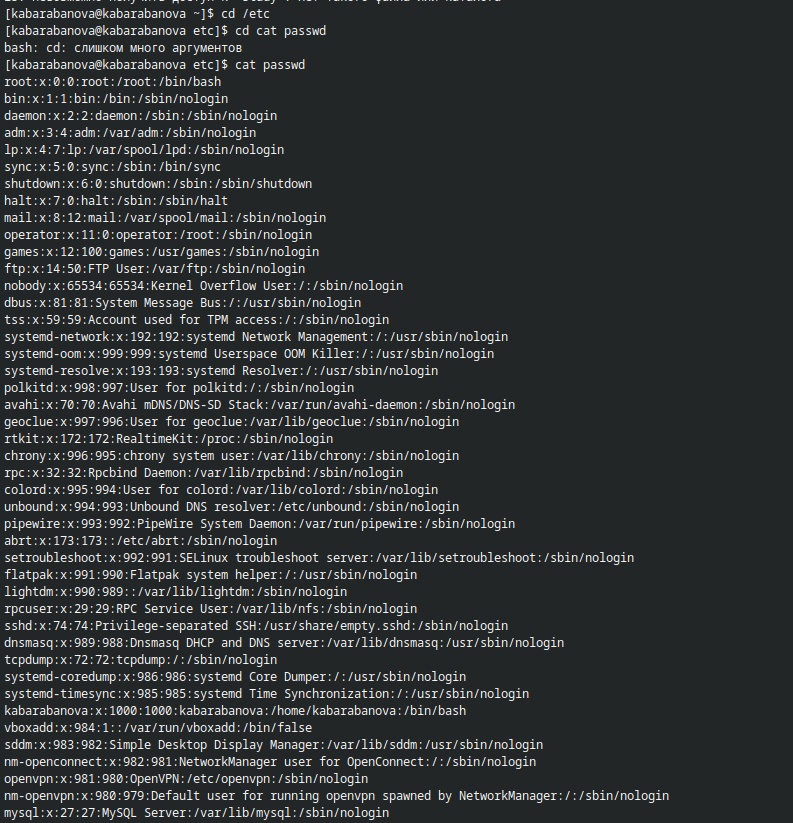 [kabarabanova@kabarabanova ~]$ cd /etc
[kabarabanova@kabarabanova etc]$ cd cat passwd
bash: cd: слишком много аргументов
[kabarabanova@kabarabanova etc]$ cat passwd
root:x:0:0:root:/root:/bin/bash
bin:x:1:1:bin:/bin:/sbin/nologin
daemon:x:2:2:daemon:/sbin:/sbin/nologin
adm:x:3:4:adm:/var/adm:/sbin/nologin
lp:x:4:7:lp:/var/spool/lpd:/sbin/nologin
sync:x:5:0:sync:/sbin:/bin/sync
shutdown:x:6:0:shutdown:/sbin:/sbin/shutdown
halt:x:7:0:halt:/sbin:/sbin/halt
mail:x:8:12:mail:/var/spool/mail:/sbin/nologin
operator:x:11:0:operator:/root:/sbin/nologin
games:x:12:100:games:/usr/games:/sbin/nologin
ftp:x:14:50:FTP User:/var/ftp:/sbin/nologin
nobody:x:65534:65534:Kernel Overflow User:/:/sbin/nologin
dbus:x:81:81:System Message Bus:/:/usr/sbin/nologin
tss:x:59:59:Account used for TPM access:/:/sbin/nologin
systemd-network:x:192:192:systemd Network Management:/:/usr/sbin/nologin
systemd-oom:x:999:999:systemd Userspace OOM Killer:/:/usr/sbin/nologin
systemd-resolve:x:193:193:systemd Resolver:/:/usr/sbin/nologin
polkitd:x:998:997:User for polkitd:/:/sbin/nologin
avahi:x:70:70:Avahi mDNS/DNS-SD Stack:/var/run/avahi-daemon:/sbin/nologin
geoclue:x:997:996:User for geoclue:/var/lib/geoclue:/sbin/nologin
rtkit:x:172:172:RealtimeKit:/proc:/sbin/nologin
chrony:x:996:995:chrony system user:/var/lib/chrony:/sbin/nologin
rpc:x:32:32:Rpcbind Daemon:/var/lib/rpcbind:/sbin/nologin
colord:x:995:994:User for colord:/var/lib/colord:/sbin/nologin
unbound:x:994:993:Unbound DNS resolver:/etc/unbound:/sbin/nologin
pipewire:x:993:992:PipeWire System Daemon:/var/run/pipewire:/sbin/nologin
abrt:x:173:173::/etc/abrt:/sbin/nologin
setroubleshoot:x:992:991:SELinux troubleshoot server:/var/lib/setroubleshoot:/sbin/nologin
flatpak:x:991:990:Flatpak system helper:/:/usr/sbin/nologin
lightdm:x:990:989::/var/lib/lightdm:/sbin/nologin
rpcuser:x:29:29:RPC Service User:/var/lib/nfs:/sbin/nologin
sshd:x:74:74:Privilege-separated SSH:/usr/share/empty.sshd:/sbin/nologin
dnsmasq:x:989:988:Dnsmasq DHCP and DNS server:/var/lib/dnsmasq:/usr/sbin/nologin
tcpdump:x:72:72:tcpdump:/:/sbin/nologin
systemd-coredump:x:986:986:systemd Core Dumper:/:/usr/sbin/nologin
systemd-timesync:x:985:985:systemd Time Synchronization:/:/usr/sbin/nologin
kabarabanova:x:1000:1000:kabarabanova:/home/kabarabanova:/bin/bash
vboxadd:x:984:1::/var/run/vboxadd:/bin/false
sddm:x:983:982:Simple Desktop Display Manager:/var/lib/sddm:/usr/sbin/nologin
nm-openconnect:x:982:981:NetworkManager user for OpenConnect:/:/sbin/nologin
openvpn:x:981:980:OpenVPN:/etc/openvpn:/sbin/nologin
nm-openvpn:x:980:979:Default user for running openvpn spawned by NetworkManager:/:/sbin/nologin
mysql:x:27:27:MySQL Server:/var/lib/mysql:/sbin/nologin